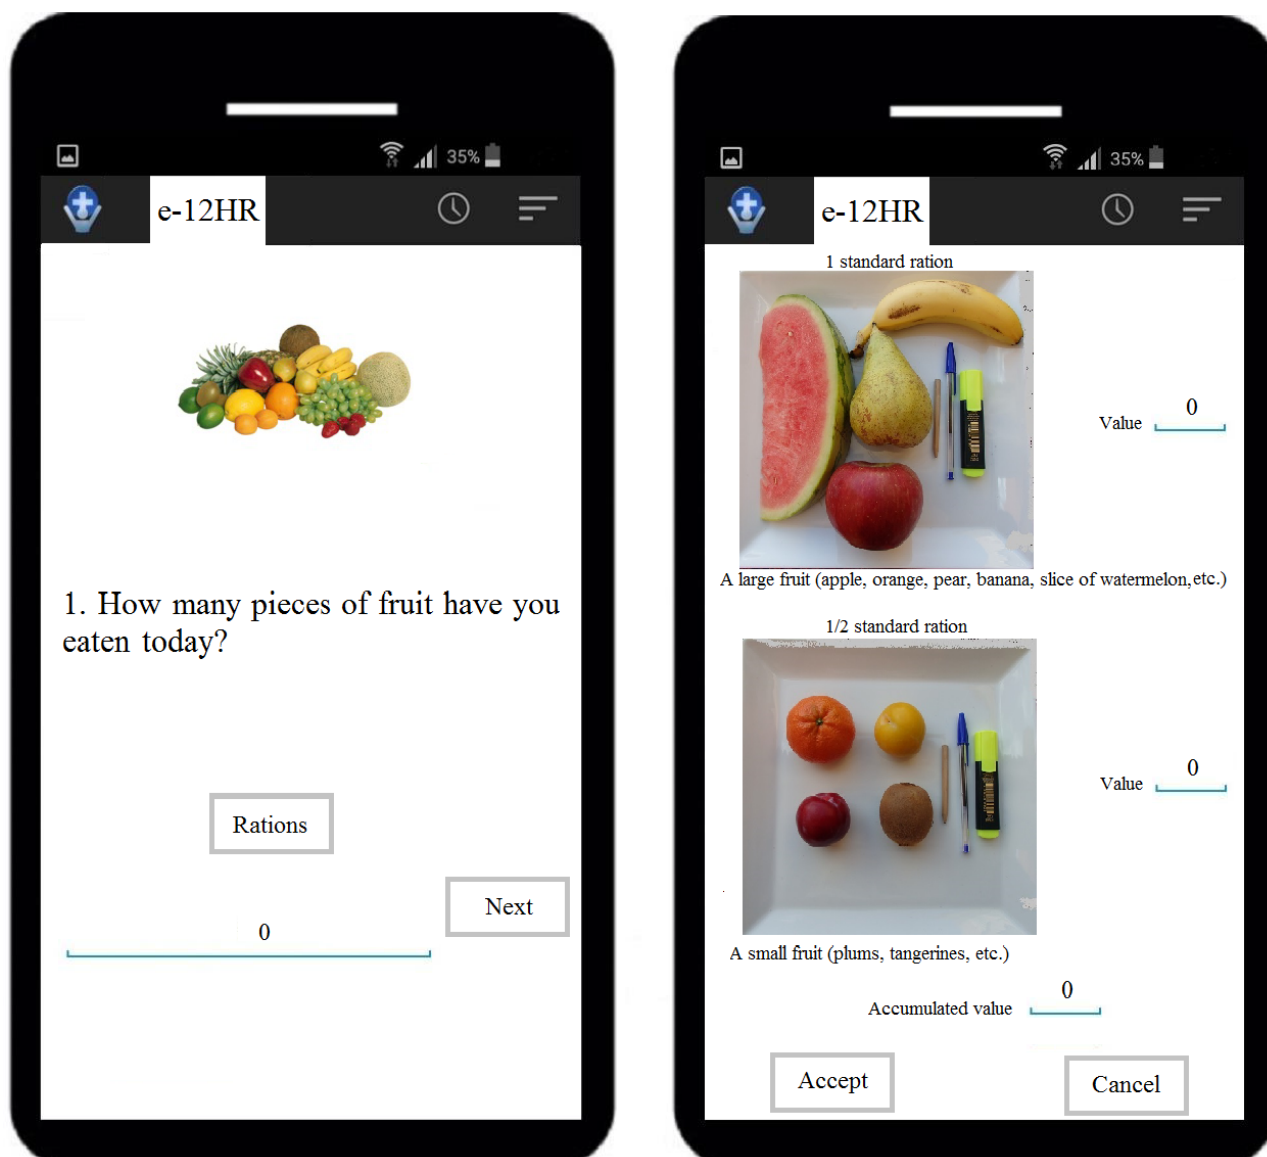 35%
e-12HR
1. How many pieces of fruit have you
eaten today?
Rations
Next
0
35%
e-12HR
1 standard ration
Value 0
A large fruit (apple, orange, pear, banana, slice of watermelon, etc.)
1/2 standard ration
Value 0
A small fruit (plums, tangerines, etc.)
Accumulated value 0
Accept
Cancel